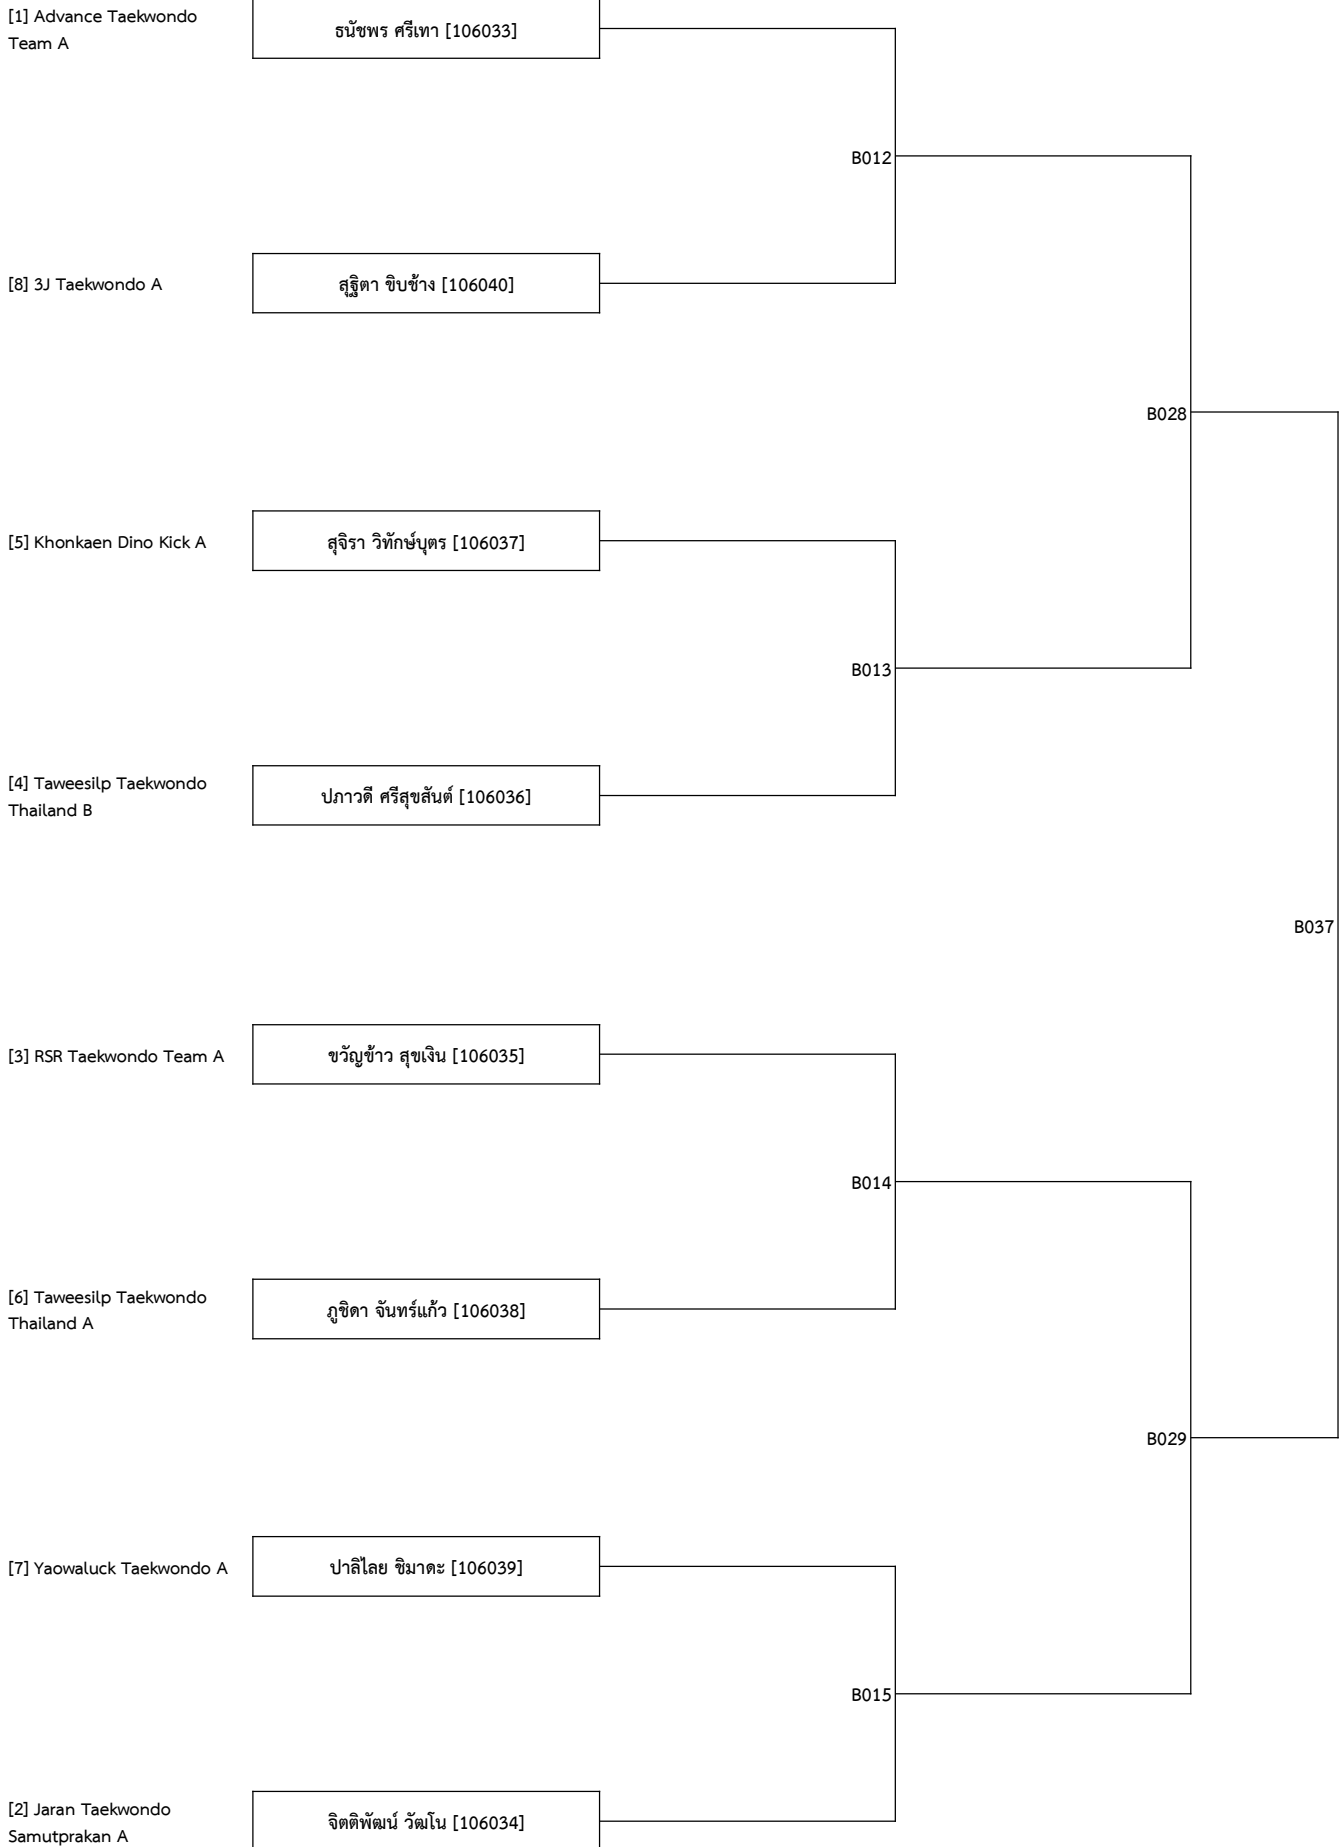 [1] Advance Taekwondo
Team A
ธนัชพร ศรีเทา [106033]
B012
[8] 3J Taekwondo A
สุฐิตา ขิบช้าง [106040]
B028
[5] Khonkaen Dino Kick A
สุจิรา วิทักษ์บุตร [106037]
B013
[4] Taweesilp Taekwondo
Thailand B
ปภาวดี ศรีสุขสันต์ [106036]
B037
[3] RSR Taekwondo Team A
ขวัญข้าว สุขเงิน [106035]
B014
[6] Taweesilp Taekwondo
Thailand A
ภูชิดา จันทร์แก้ว [106038]
B029
[7] Yaowaluck Taekwondo A
ปาลิไลย ชิมาดะ [106039]
B015
[2] Jaran Taekwondo
Samutprakan A
จิตติพัฒน์ วัฒโน [106034]